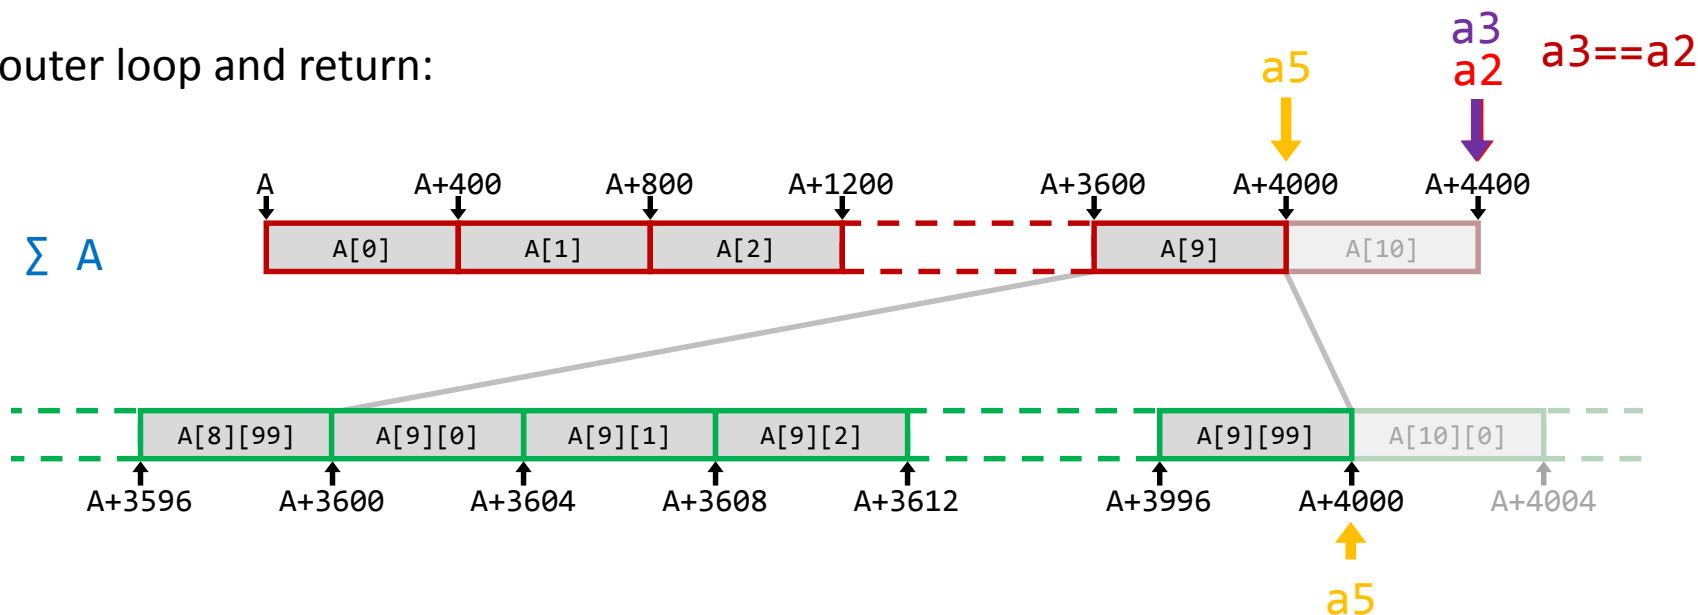 a3
outer loop and return:
a5
a2
a3==a2
A
A+400
A+800
A+1200
A+3600
A+4000
A+4400
∑ A
A[0]
A[1]
A[2]
A[9]
A[10]
A[8][99]
A[9][0]
A[9][1]
A[9][2]
A[9][99]
A[10][0]
A+3596
A+3600
A+3604
A+3608
A+3612
A+3996
A+4000
A+4004
a5